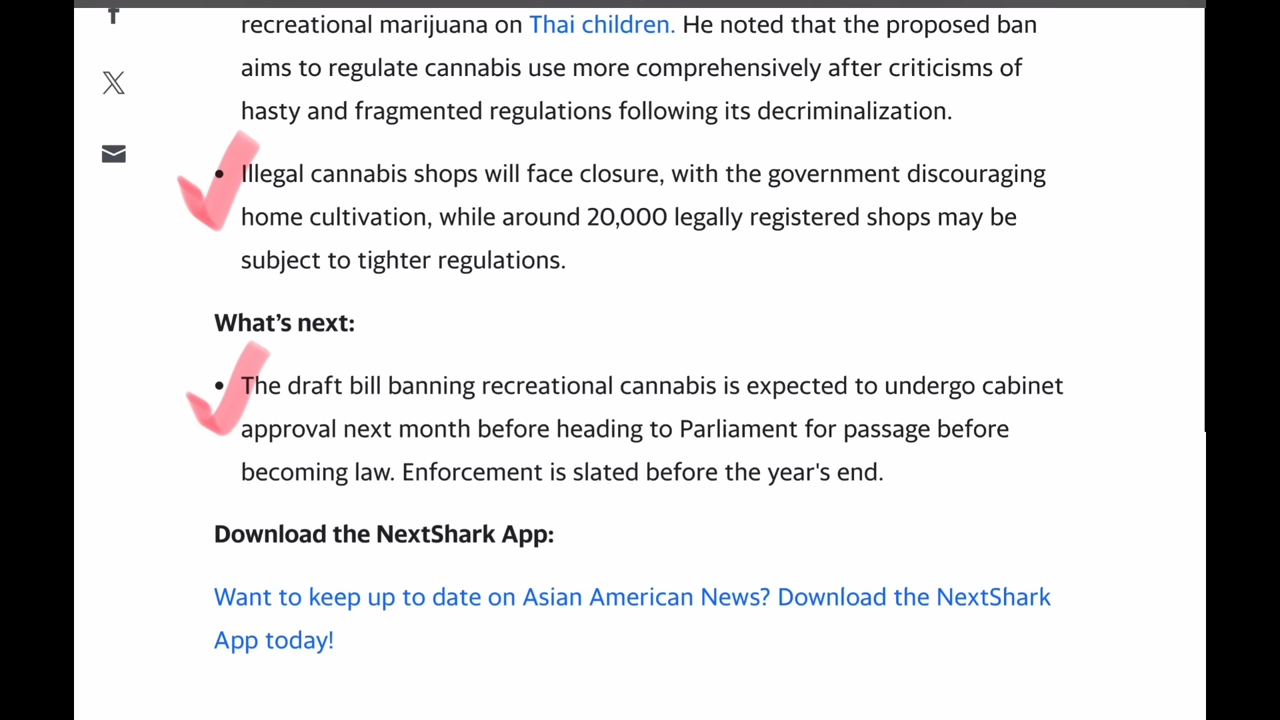 recreational marijuana on Thai children. He noted that the proposed ban
aims to regulate cannabis use more comprehensively after criticisms of
hasty and fragmented regulations following its decriminalization.
• Illegal cannabis shops will face closure, with the government discouraging
home cultivation, while around 20,000 legally registered shops may be
subject to tighter regulations.
What’s next:
• The draft bill banning recreational cannabis is expected to undergo cabinet
approval next month before heading to Parliament for passage before
becoming law. Enforcement is slated before the year's end.
Download the NextShark App:
Want to keep up to date on Asian American News? Download the NextShark
App today!